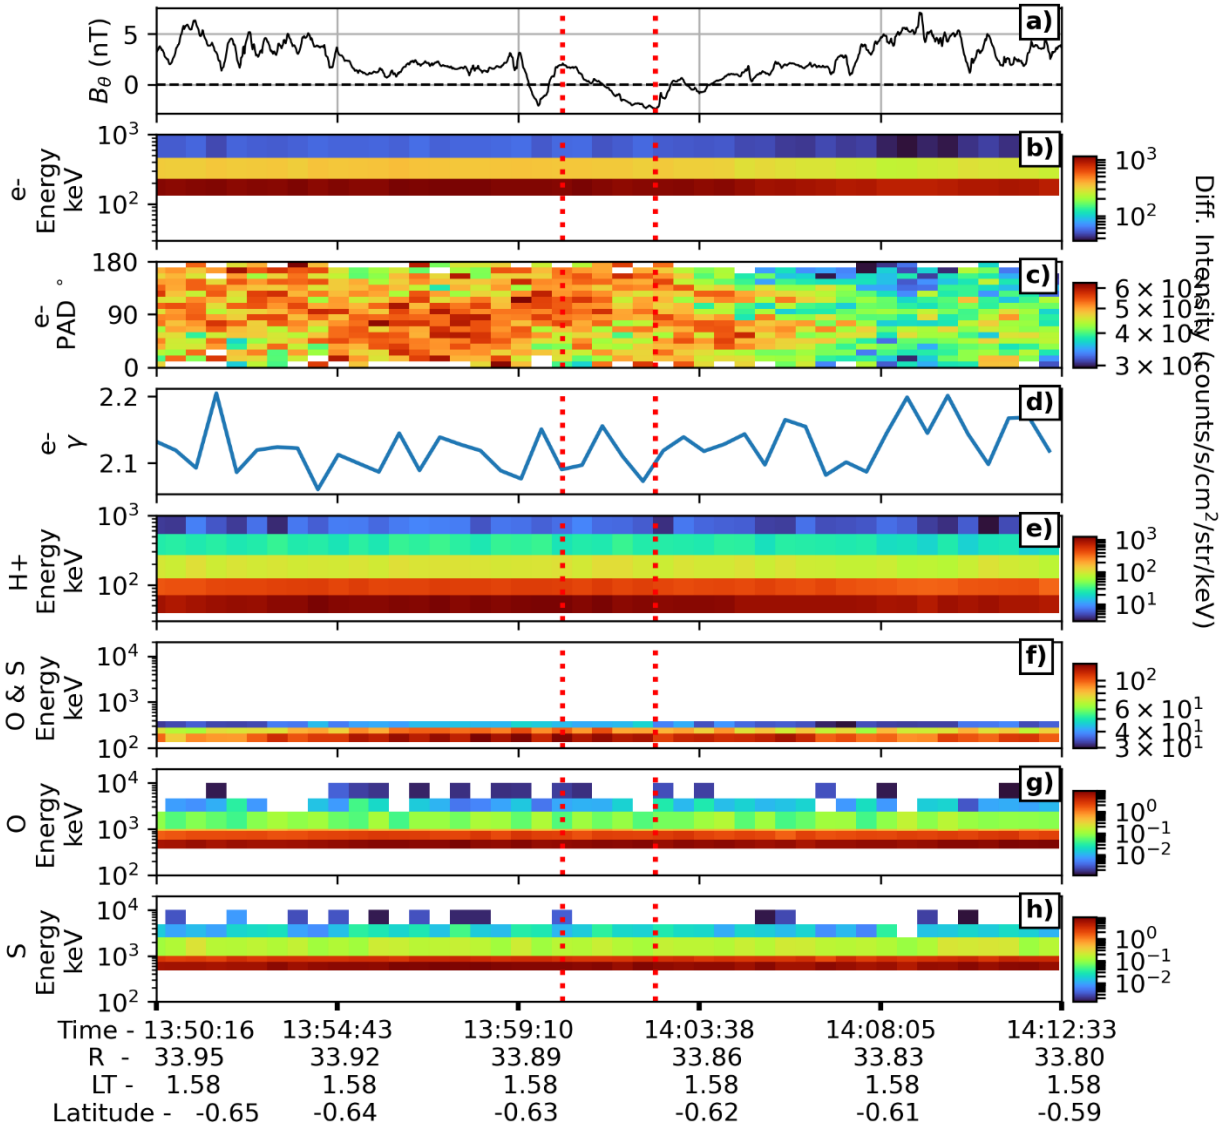 a)
5
0
B_θ (nT)
b)
10³
10²
e-
Energy
keV
10³
10²
c)
180
90
0
e-
PAD °
6 × 10²
5 × 10²
4 × 10²
3 × 10²
d)
2.2
2.1
e-
γ
e)
10³
10²
H+
Energy
keV
10³
10²
10¹
f)
10⁴
10³
10²
O & S
Energy
keV
10²
6 × 10¹
4 × 10¹
3 × 10¹
g)
10⁴
10³
10²
O
Energy
keV
10⁰
10⁻¹
10⁻²
h)
10⁴
10³
10²
S
Energy
keV
10⁰
10⁻¹
10⁻²
Diff. Intensity (counts/s/cm²/str/keV)
Time - 13:50:16 13:54:43 13:59:10 14:03:38 14:08:05 14:12:33
R - 33.95 33.92 33.89 33.86 33.83 33.80
LT - 1.58 1.58 1.58 1.58 1.58 1.58
Latitude - -0.65 -0.64 -0.63 -0.62 -0.61 -0.59